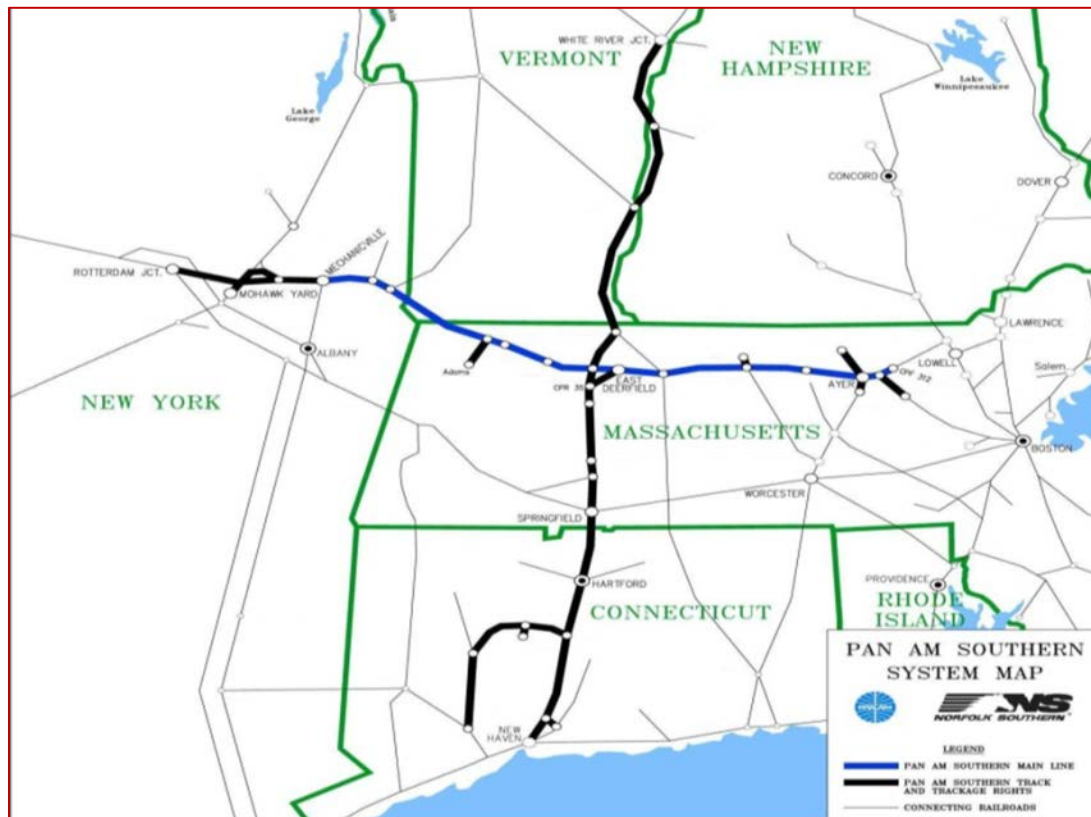 WHITE RIVER JCT.
VERMONT
NEW
HAMPSHIRE
Lake
George
Lake
Winnipesaukee
CONCORD
DOVER
MECHANICVILLE
ROTTERDAM JCT.
MOHAWK YARD
ALBANY
LAWRENCE
LOWELL
Salem
Adams
CPR 35
EAST
DEERFIELD
AYER
CPF 312
NEW YORK
MASSACHUSETTS
BOSTON
WORCESTER
SPRINGFIELD
HARTFORD
PROVIDENCE
CONNECTICUT
RHODE
ISLAND
NEW
HAVEN
PAN AM SOUTHERN
SYSTEM MAP
PAN AM
NS
NORFOLK SOUTHERN
LEGEND
PAN AM SOUTHERN MAIN LINE
PAN AM SOUTHERN TRACK
AND TRACKAGE RIGHTS
CONNECTING RAILROADS